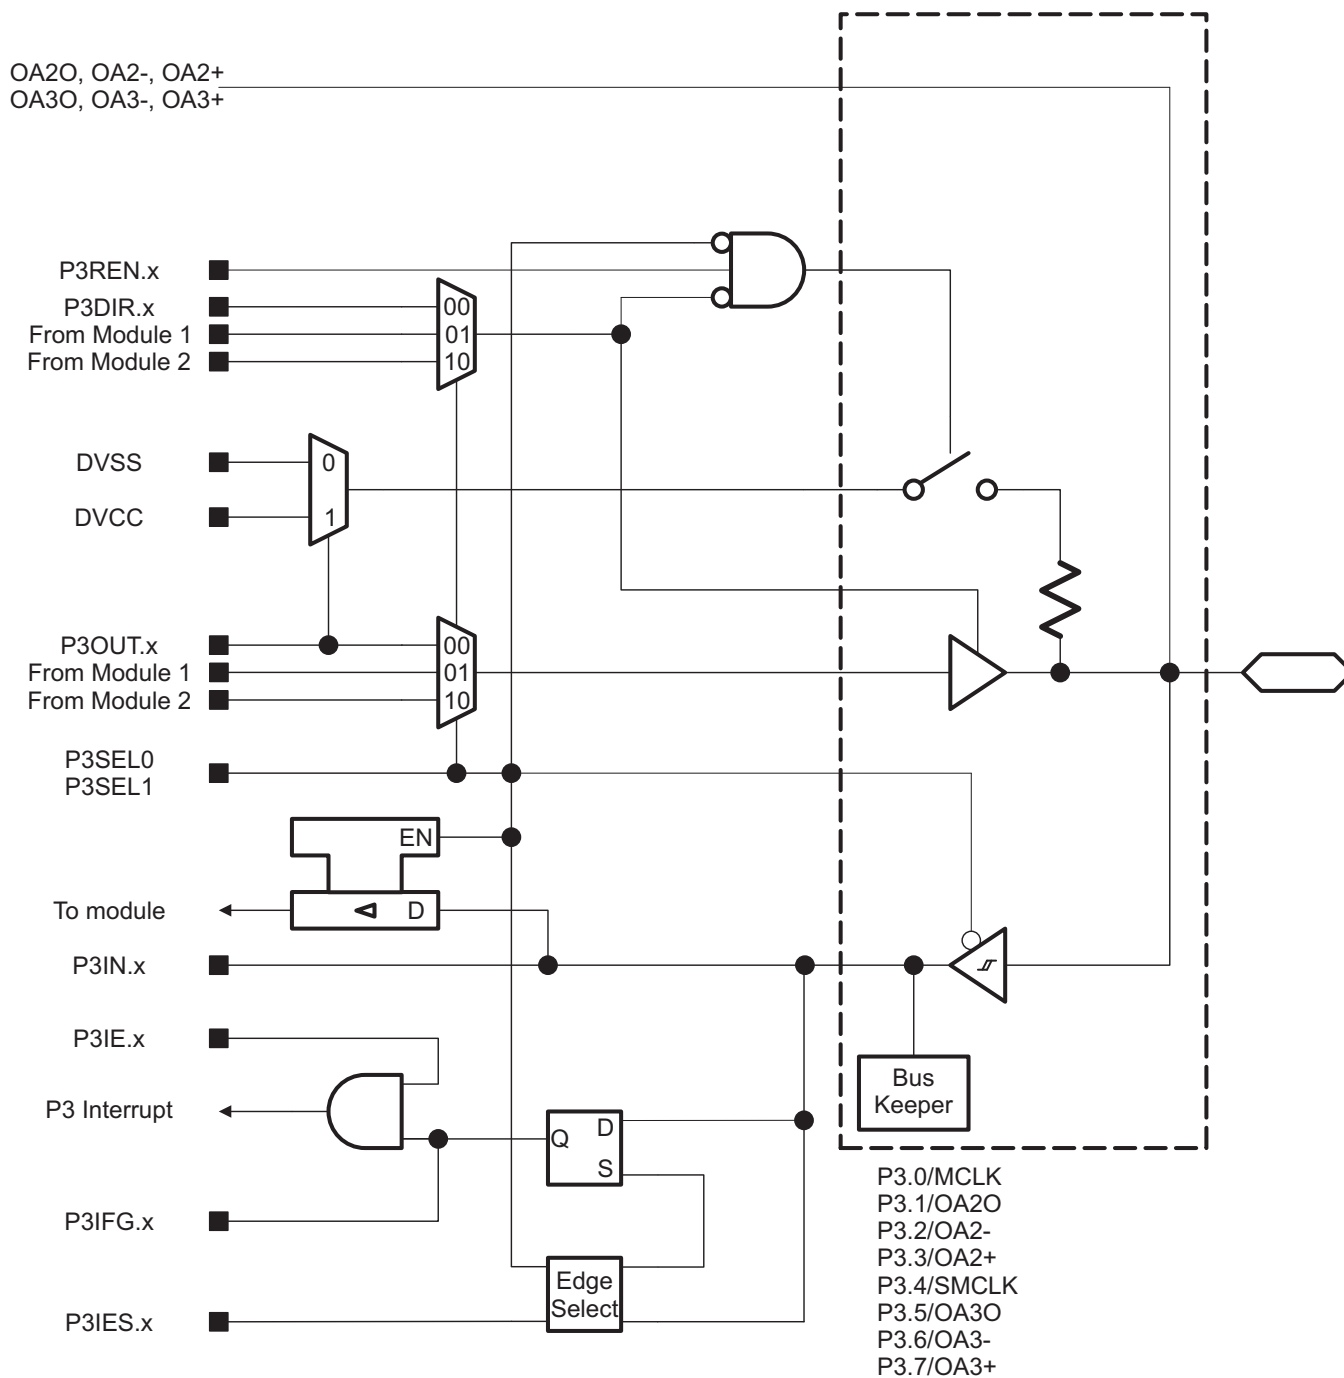 OA2O, OA2-, OA2+
OA3O, OA3-, OA3+
P3REN.x
P3DIR.x
From Module 1
From Module 2
00
01
10
DVSS
DVCC
0
1
P3OUT.x
From Module 1
From Module 2
00
01
10
P3SEL0
P3SEL1
EN
To module
D
P3IN.x
P3IE.x
Bus
Keeper
P3 Interrupt
Q
D
S
P3IFG.x
Edge
Select
P3IES.x
P3.0/MCLK
P3.1/OA2O
P3.2/OA2-
P3.3/OA2+
P3.4/SMCLK
P3.5/OA3O
P3.6/OA3-
P3.7/OA3+